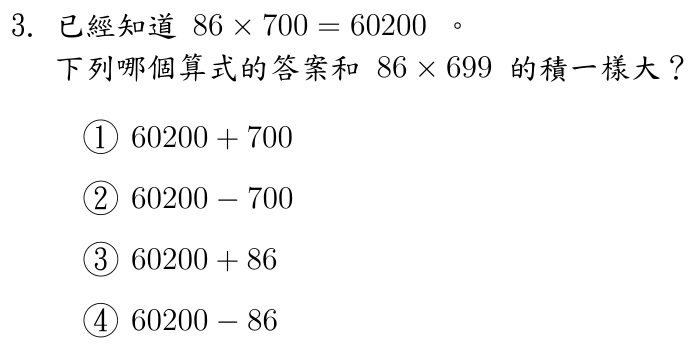 3. 已經知道 86 × 700 = 60200 。
下列哪個算式的答案和 86 × 699 的積一樣大？
① 60200 + 700
② 60200 − 700
③ 60200 + 86
④ 60200 − 86